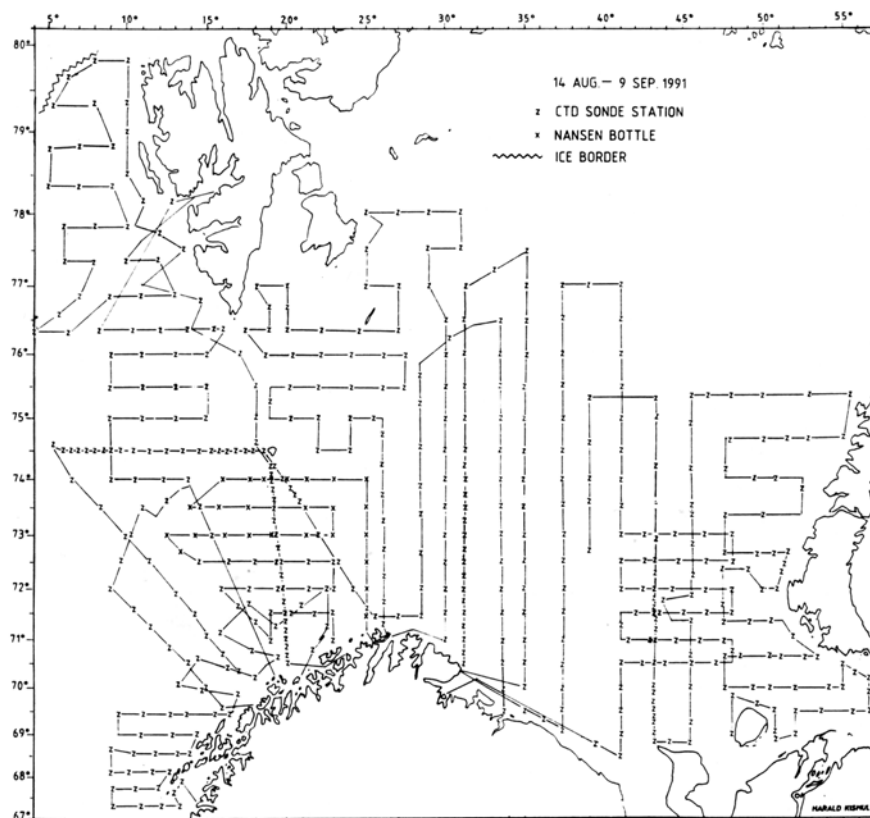 5° 10° 15° 20° 25° 30° 35° 40° 45° 50° 55°
80°
14 AUG.— 9 SEP. 1991
z CTD SONDE STATION
x NANSEN BOTTLE
ICE BORDER
79°
78°
77°
76°
75°
74°
73°
72°
71°
70°
69°
68°
67°
HARALD KISMUL